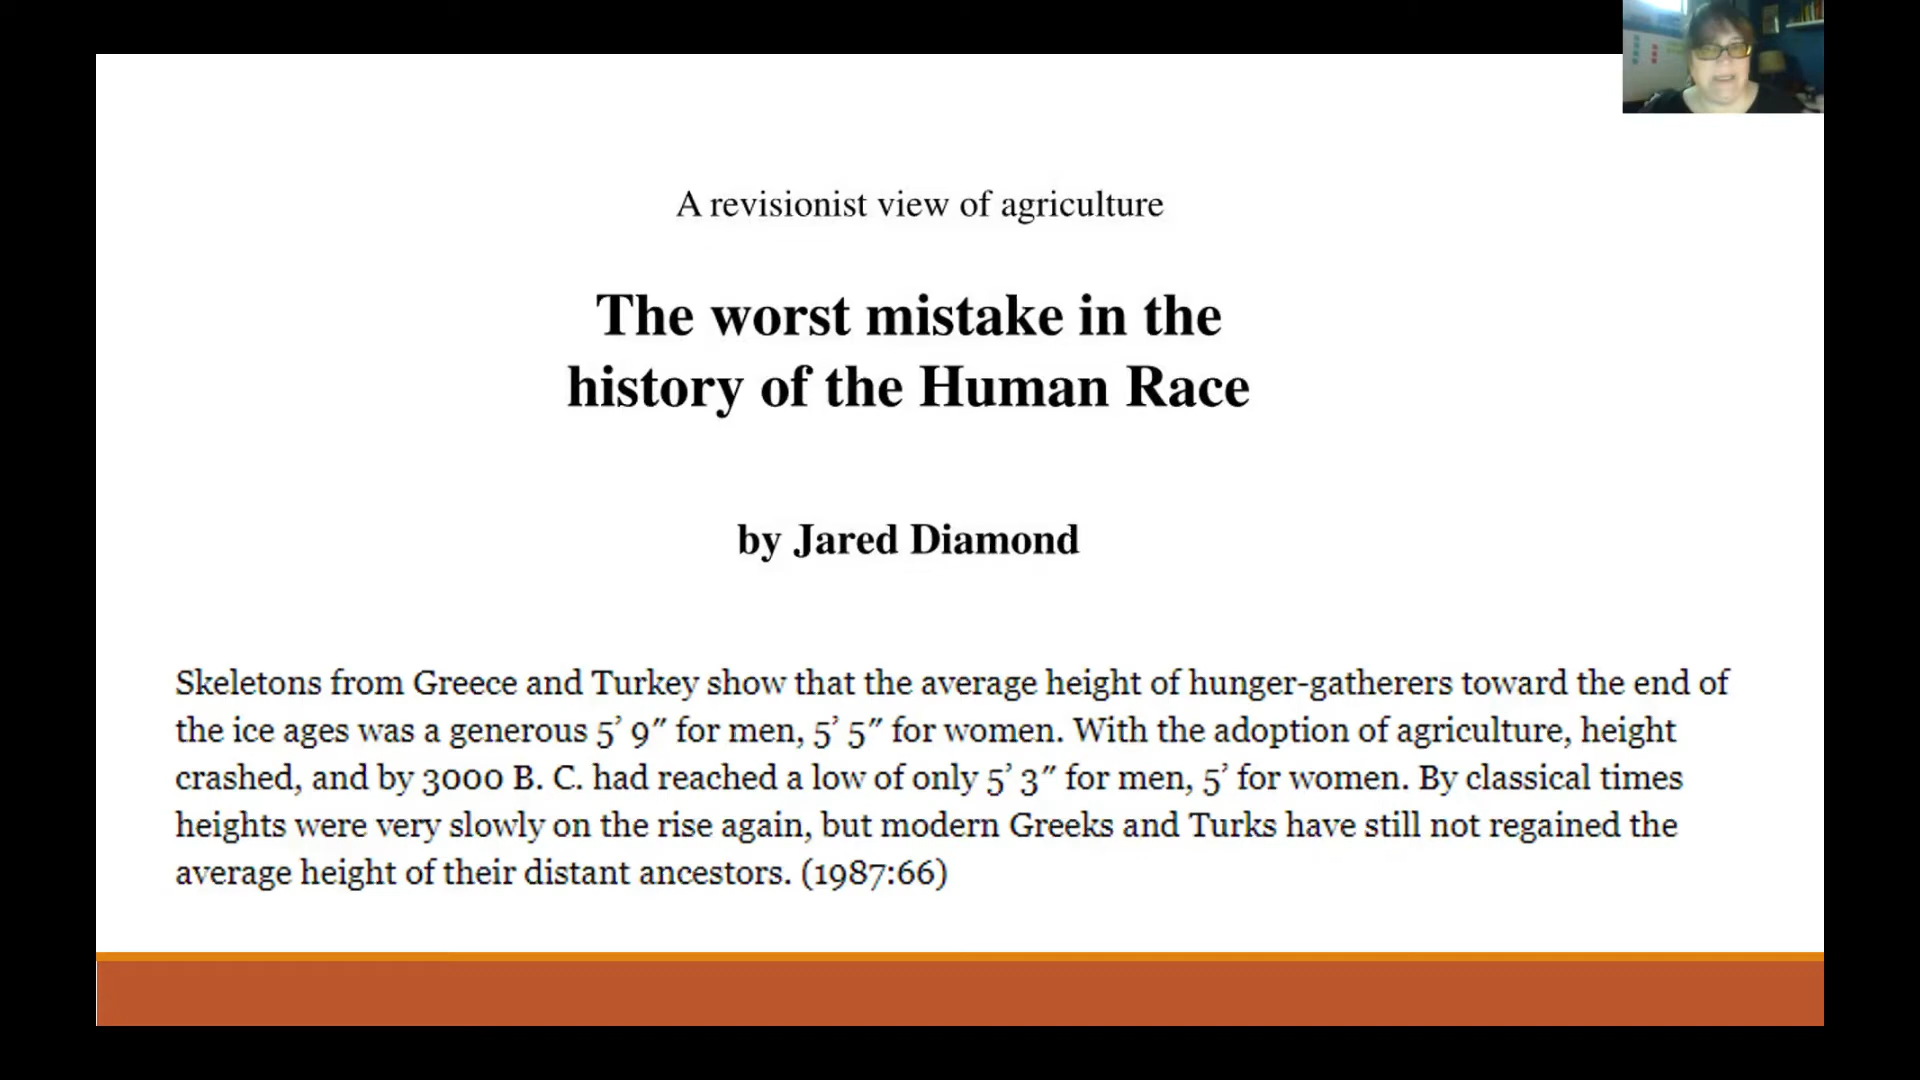 A revisionist view of agriculture
The worst mistake in the
history of the Human Race
by Jared Diamond
Skeletons from Greece and Turkey show that the average height of hunger-gatherers toward the end of
the ice ages was a generous 5’ 9″ for men, 5’ 5″ for women. With the adoption of agriculture, height
crashed, and by 3000 B. C. had reached a low of only 5’ 3″ for men, 5’ for women. By classical times
heights were very slowly on the rise again, but modern Greeks and Turks have still not regained the
average height of their distant ancestors. (1987:66)